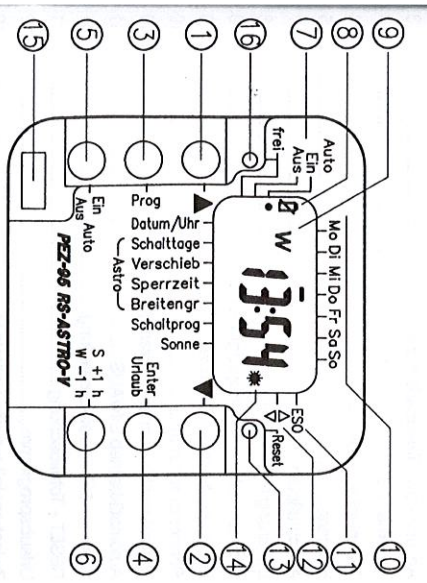 ⑨ ⑩
⑧ ⑪
⑦ ⑫
⑯ ⑬
① ⑭
③ ②
⑤ ④
⑮ ⑥
Mo Di Mi Do Fr Sa So
Auto
Ein
Aus
frei
W 13:54
ESO
Reset
Prog
Datum/Uhr
Schalttage
Verschieb
Sperrzeit
Breitengr
Astro
Schaltprog
Sonne
Enter
Urlaub
Ein
Aus Auto
S +1 h
W -1 h
PEZ-95 RS-ASTRO-V